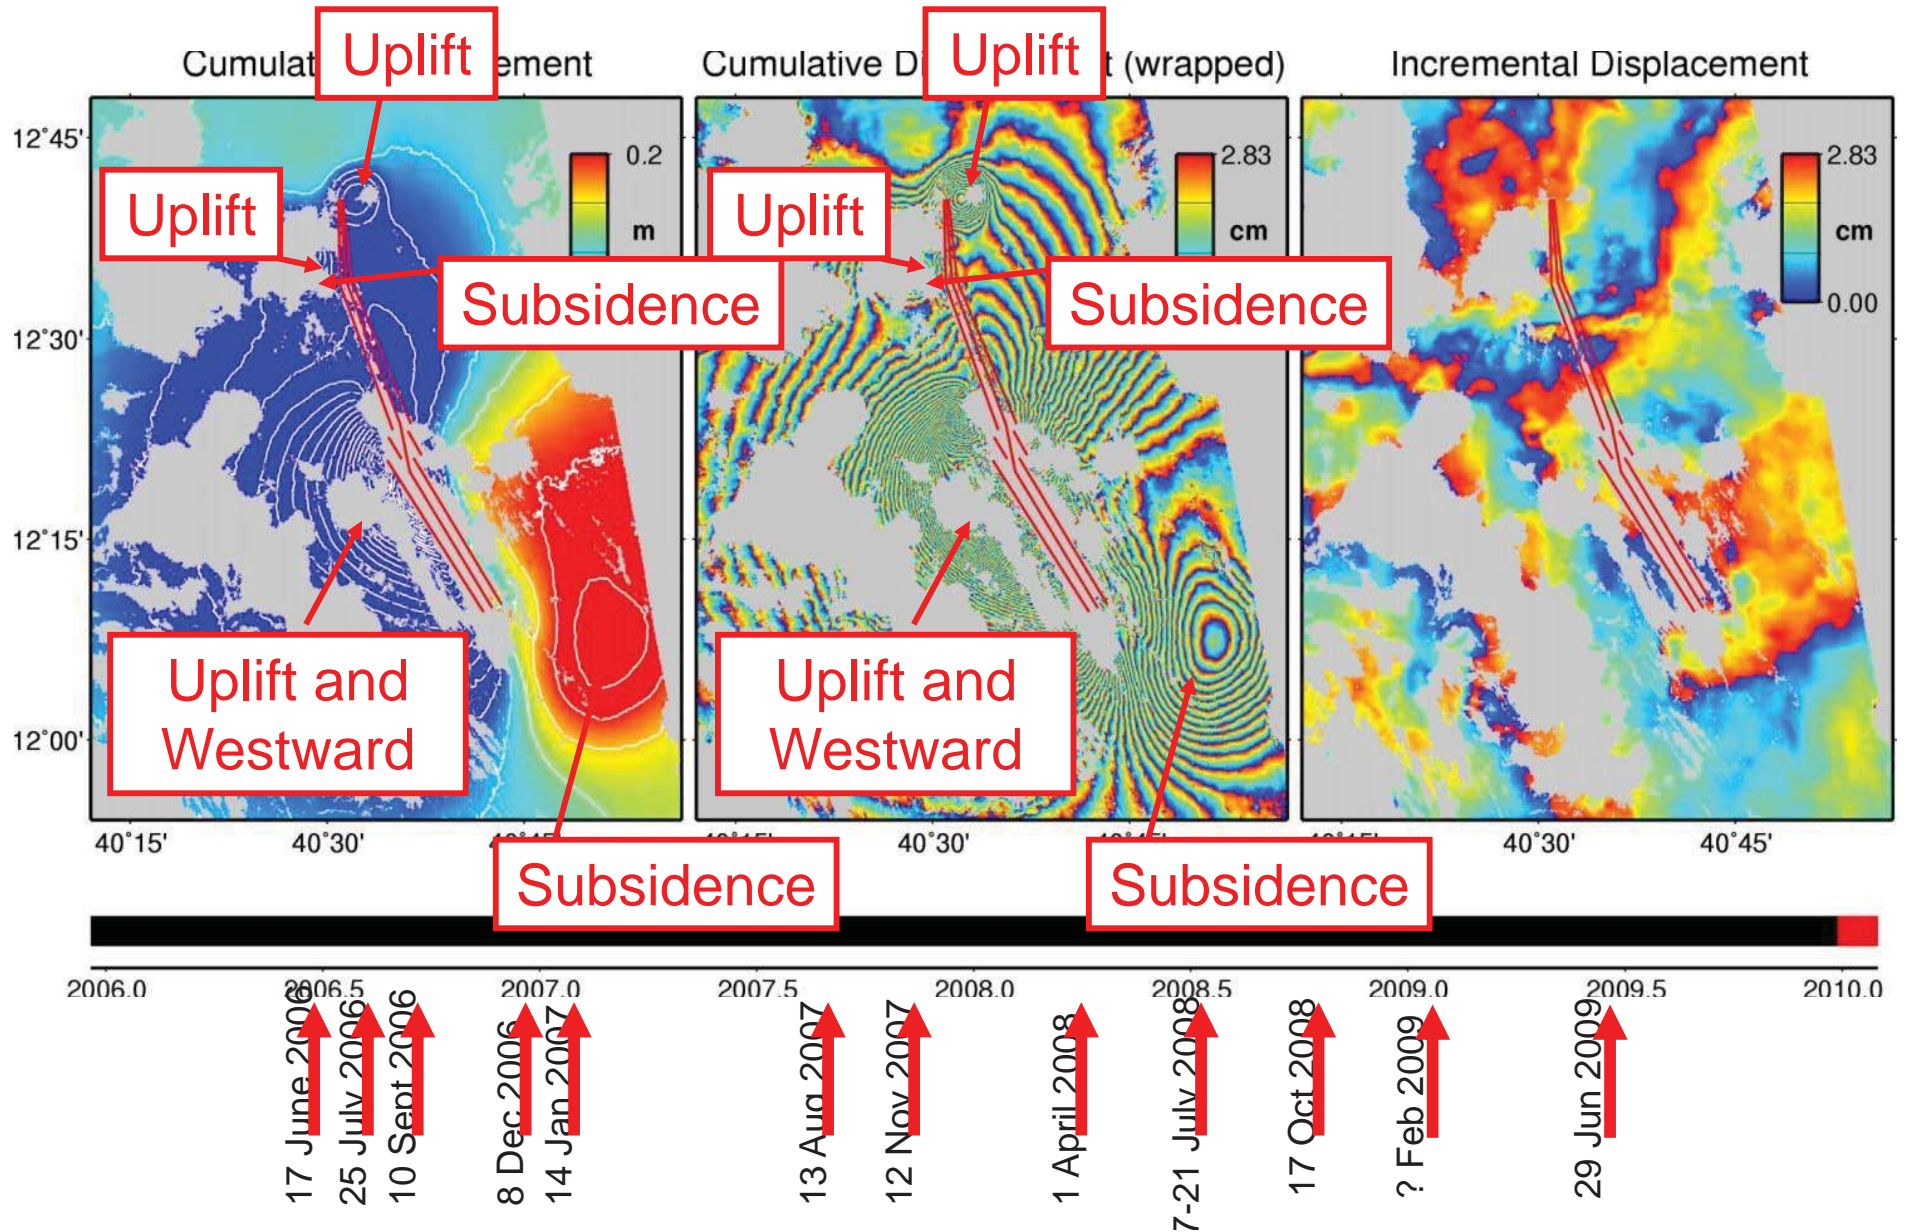 Uplift
Uplift
Cumulat ement
Cumulative Di t (wrapped)
Incremental Displacement
12°45'
12°30'
12°15'
12°00'
0.2
m
2.83
cm
2.83
cm
0.00
Uplift
Uplift
Subsidence
Subsidence
Uplift and
Westward
Uplift and
Westward
40°15'
40°30'
40°30'
40°45'
40°30'
40°45'
Subsidence
Subsidence
2006.0
2006.5
2007.0
2007.5
2008.0
2008.5
2009.0
2009.5
2010.0
17 June 2006
25 July 2006
10 Sept 2006
8 Dec 2006
14 Jan 2007
13 Aug 2007
12 Nov 2007
1 April 2008
7-21 July 2008
17 Oct 2008
? Feb 2009
29 Jun 2009